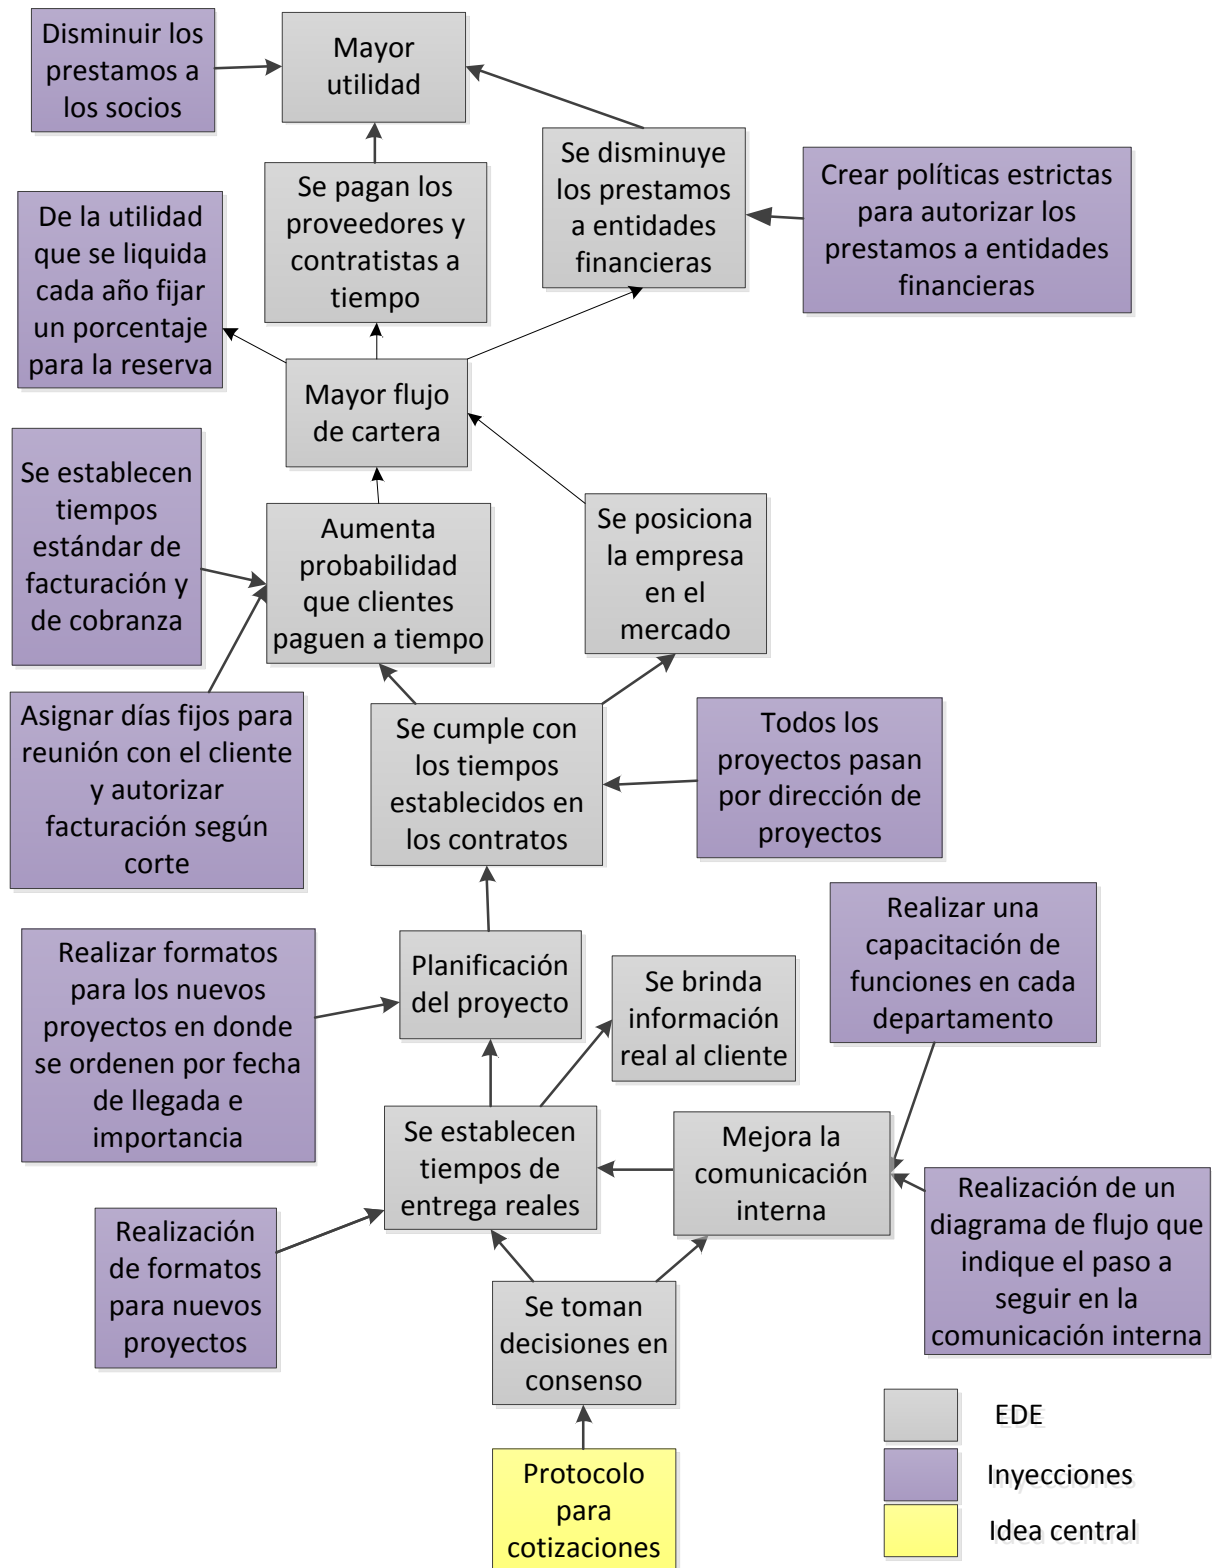 Disminuir los
prestamos a
los socios
Mayor
utilidad
Se pagan los
proveedores y
contratistas a
tiempo
Se disminuye
los prestamos
a entidades
financieras
Crear políticas estrictas
para autorizar los
prestamos a entidades
financieras
De la utilidad
que se liquida
cada año fijar
un porcentaje
para la reserva
Mayor flujo
de cartera
Se establecen
tiempos
estándar de
facturación y
de cobranza
Aumenta
probabilidad
que clientes
paguen a tiempo
Se posiciona
la empresa
en el
mercado
Asignar días fijos para
reunión con el cliente
y autorizar
facturación según
corte
Se cumple con
los tiempos
establecidos en
los contratos
Todos los
proyectos pasan
por dirección de
proyectos
Realizar una
capacitación de
funciones en cada
departamento
Realizar formatos
para los nuevos
proyectos en donde
se ordenen por fecha
de llegada e
importancia
Planificación
del proyecto
Se brinda
información
real al cliente
Se establecen
tiempos de
entrega reales
Mejora la
comunicación
interna
Realización de un
diagrama de flujo que
indique el paso a
seguir en la
comunicación interna
Realización
de formatos
para nuevos
proyectos
Se toman
decisiones en
consenso
Protocolo
para
cotizaciones
EDE
Inyecciones
Idea central